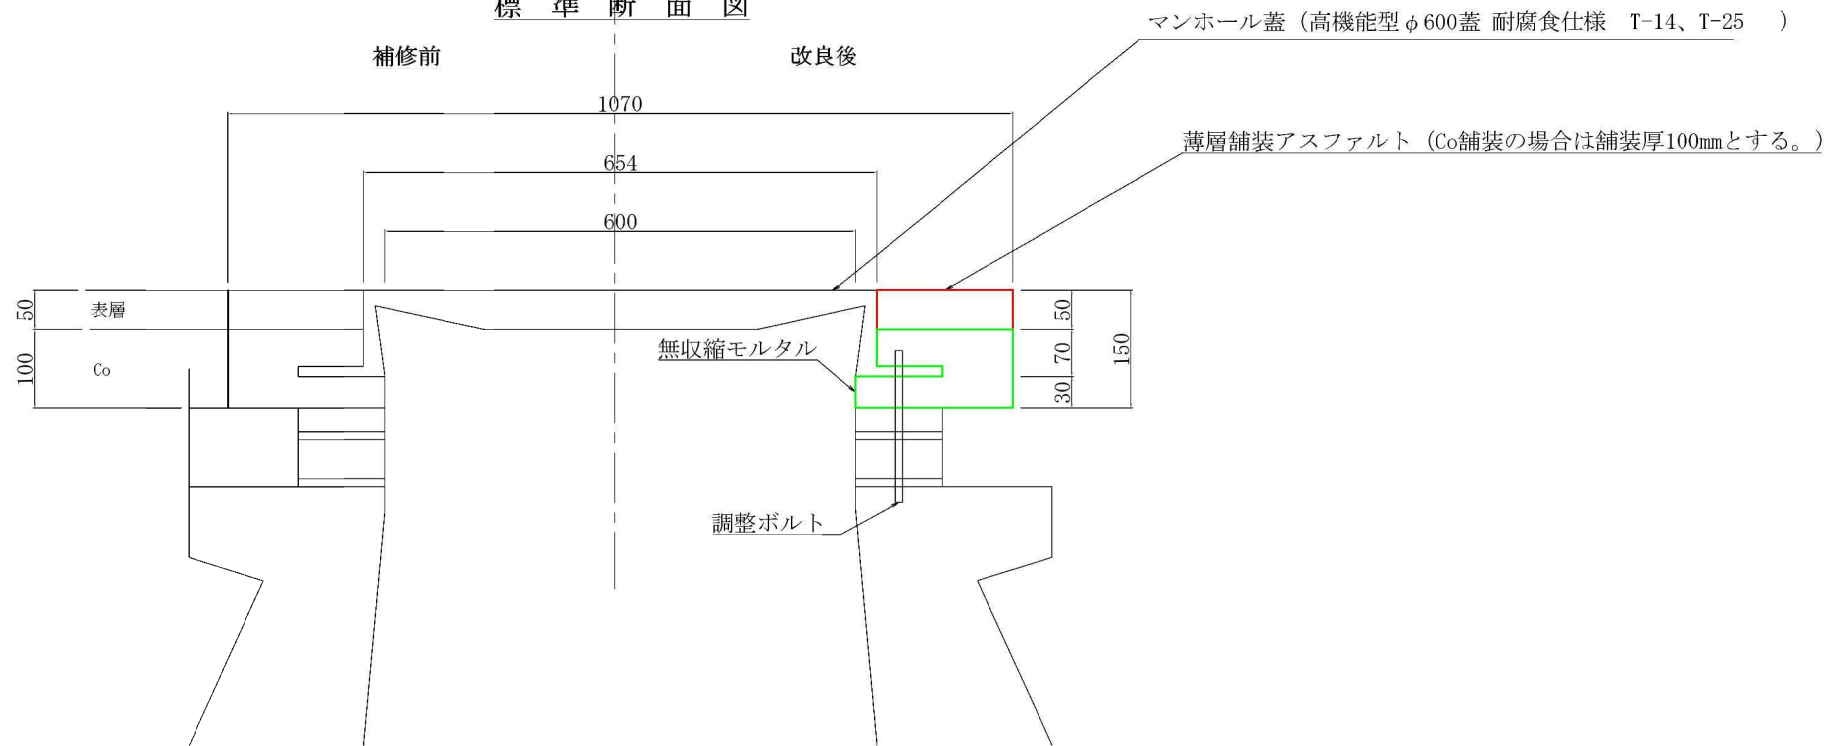 標準断面図
マンホール蓋（高機能型φ600蓋 耐腐食仕様　T-14、T-25　）
補修前
改良後
1070
薄層舗装アスファルト（Co舗装の場合は舗装厚100mmとする。）
654
600
50
表層
50
無収縮モルタル
70
150
100
Co
30
調整ボルト